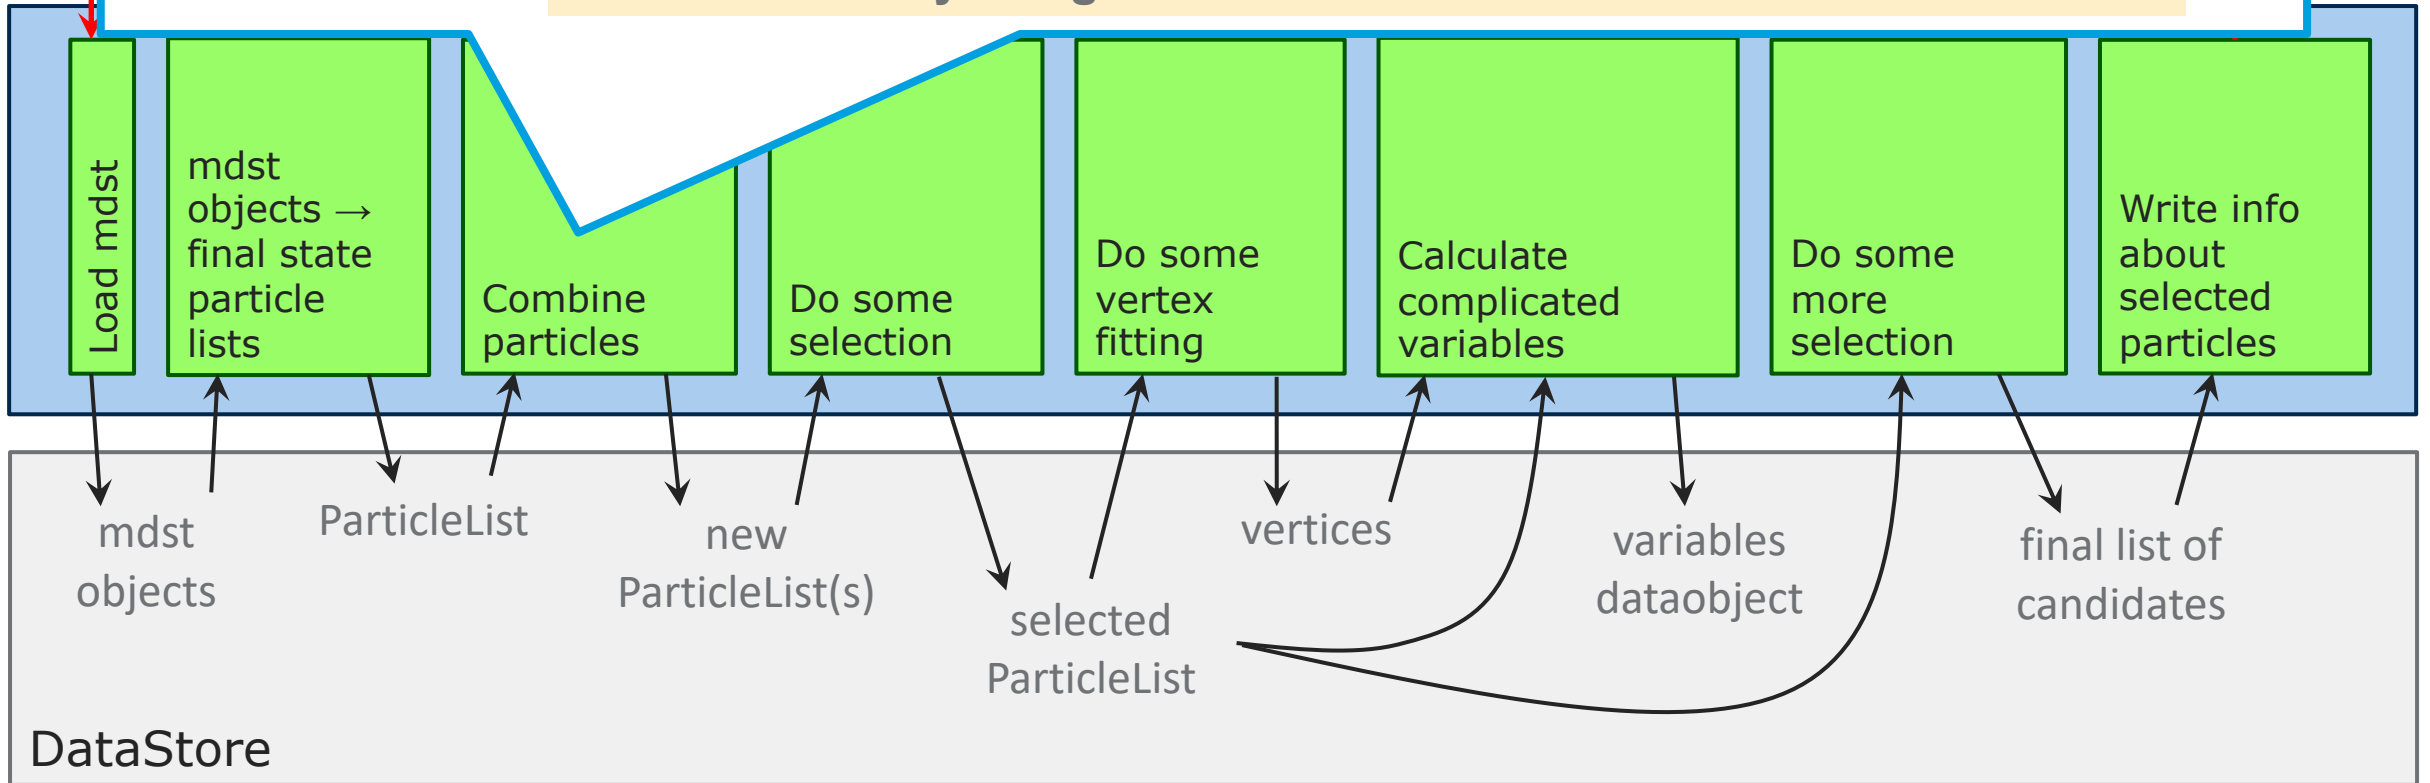 Load mdst
mdst
objects →
final state
particle
lists
Combine
particles
Do some
selection
Do some
vertex
fitting
Calculate
complicated
variables
Do some
more
selection
Write info
about
selected
particles
mdst
objects
ParticleList
new
ParticleList(s)
selected
ParticleList
vertices
variables
dataobject
final list of
candidates
DataStore